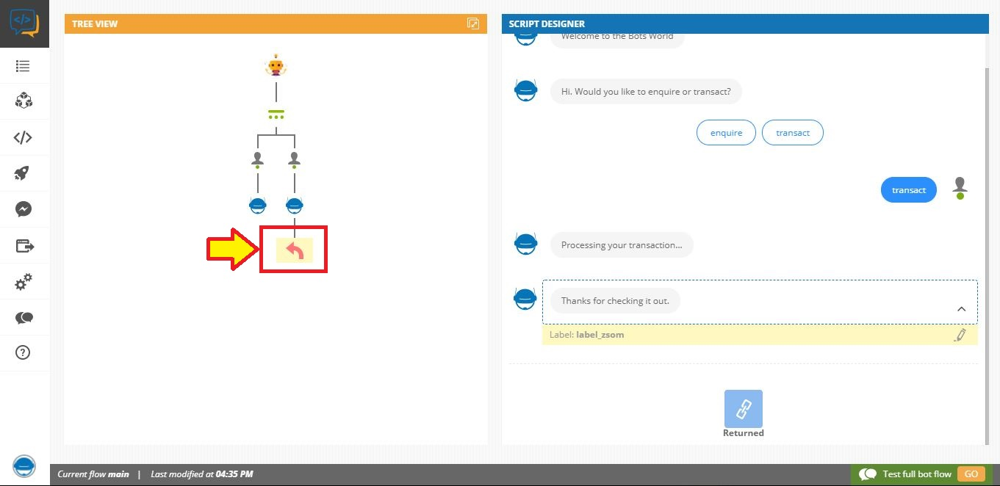 TREE VIEW
SCRIPT DESIGNER
Welcome to the Bots World
Hi. Would you like to enquire or transact?
enquire
transact
transact
Processing your transaction...
Thanks for checking it out.
Label: label_zsom
Returned
Current flow main | Last modified at 04:35 PM
Test full bot flow GO